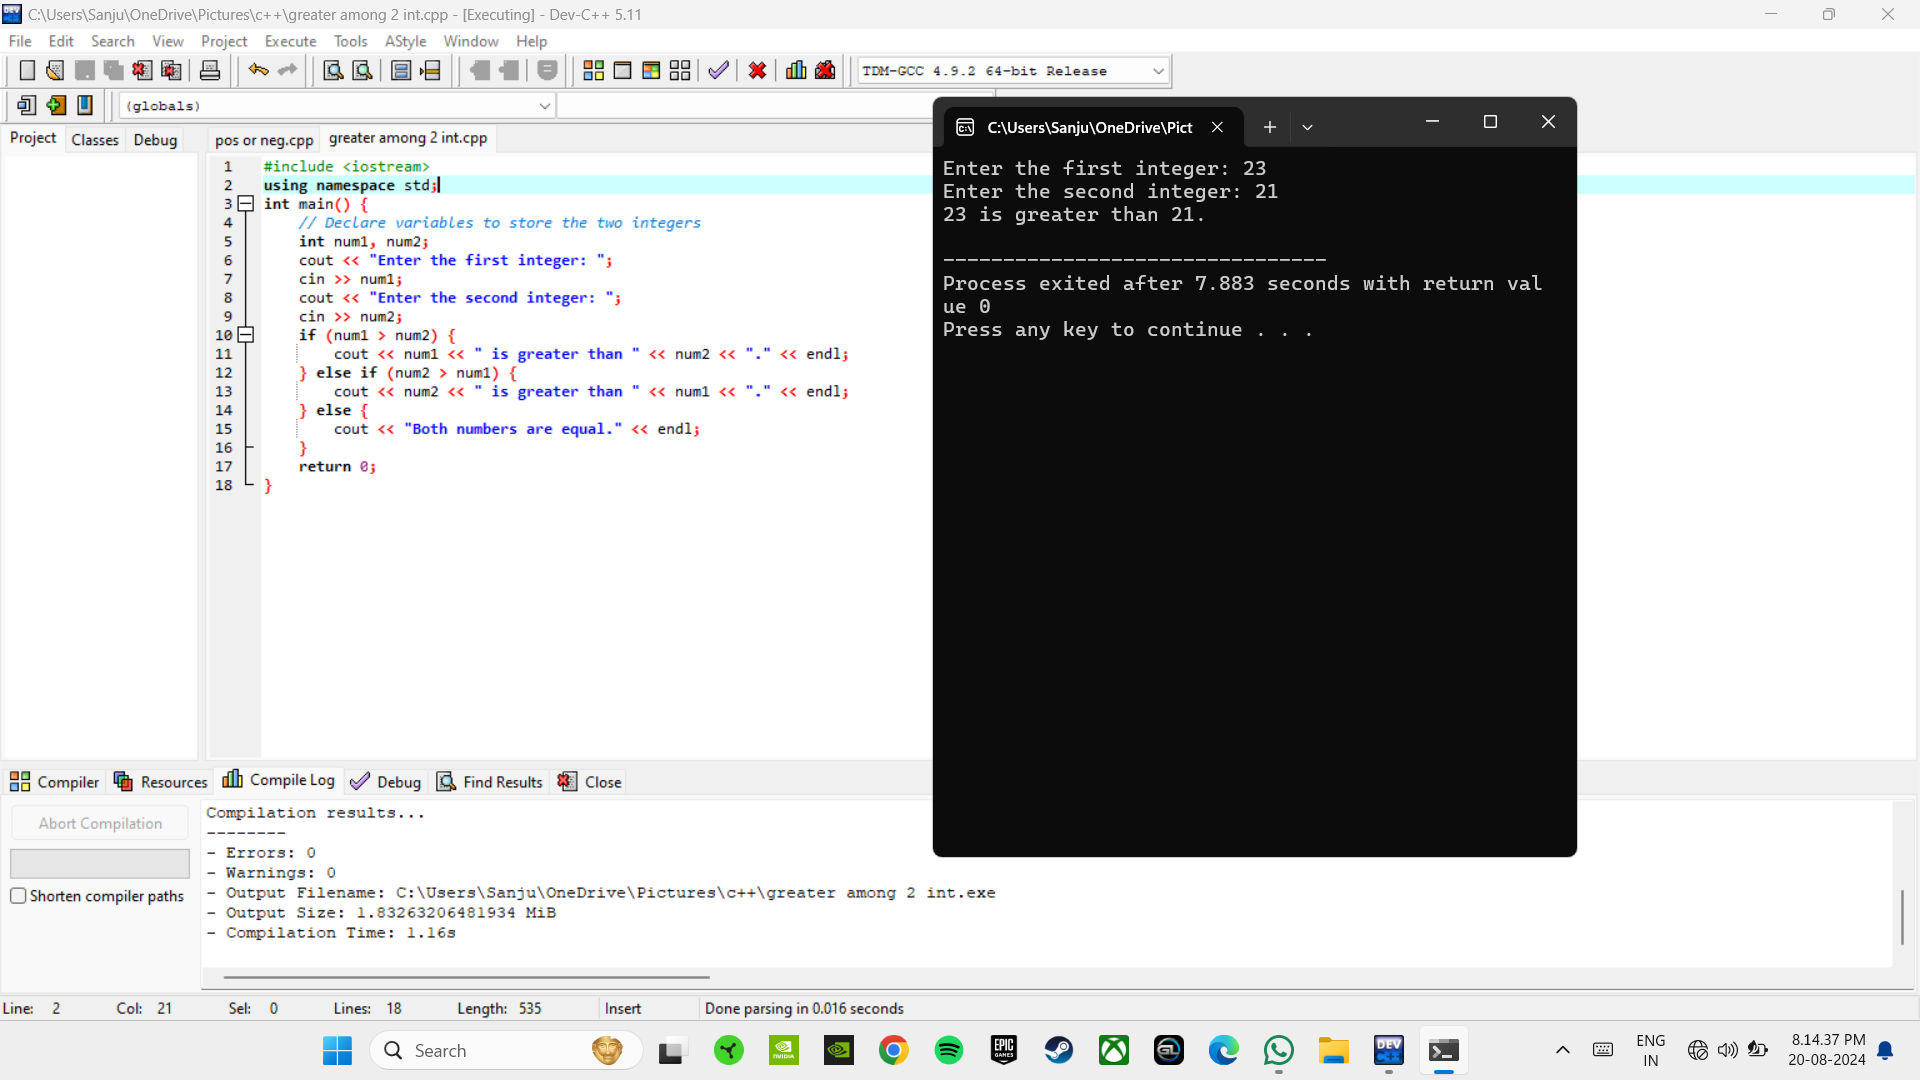 C:\Users\Sanju\OneDrive\Pictures\c++\greater among 2 int.cpp - [Executing] - Dev-C++ 5.11
File Edit Search View Project Execute Tools AStyle Window Help
TDM-GCC 4.9.2 64-bit Release
(globals)
Project Classes Debug
pos or neg.cpp greater among 2 int.cpp
1 #include <iostream>
2 using namespace std;
3 int main() {
4 // Declare variables to store the two integers
5 int num1, num2;
6 cout << "Enter the first integer: ";
7 cin >> num1;
8 cout << "Enter the second integer: ";
9 cin >> num2;
10 if (num1 > num2) {
11 cout << num1 << " is greater than " << num2 << "." << endl;
12 } else if (num2 > num1) {
13 cout << num2 << " is greater than " << num1 << "." << endl;
14 } else {
15 cout << "Both numbers are equal." << endl;
16 }
17 return 0;
18 }
C:\Users\Sanju\OneDrive\Pict
Enter the first integer: 23
Enter the second integer: 21
23 is greater than 21.
--------------------------------
Process exited after 7.883 seconds with return val
ue 0
Press any key to continue . . .
Compiler Resources Compile Log Debug Find Results Close
Abort Compilation
Shorten compiler paths
Compilation results...
--------
- Errors: 0
- Warnings: 0
- Output Filename: C:\Users\Sanju\OneDrive\Pictures\c++\greater among 2 int.exe
- Output Size: 1.83263206481934 MiB
- Compilation Time: 1.16s
Line: 2 Col: 21 Sel: 0 Lines: 18 Length: 535 Insert Done parsing in 0.016 seconds
Search
NVIDIA
EPIC GAMES
DEV C++
ENG
IN
8.14.37 PM
20-08-2024